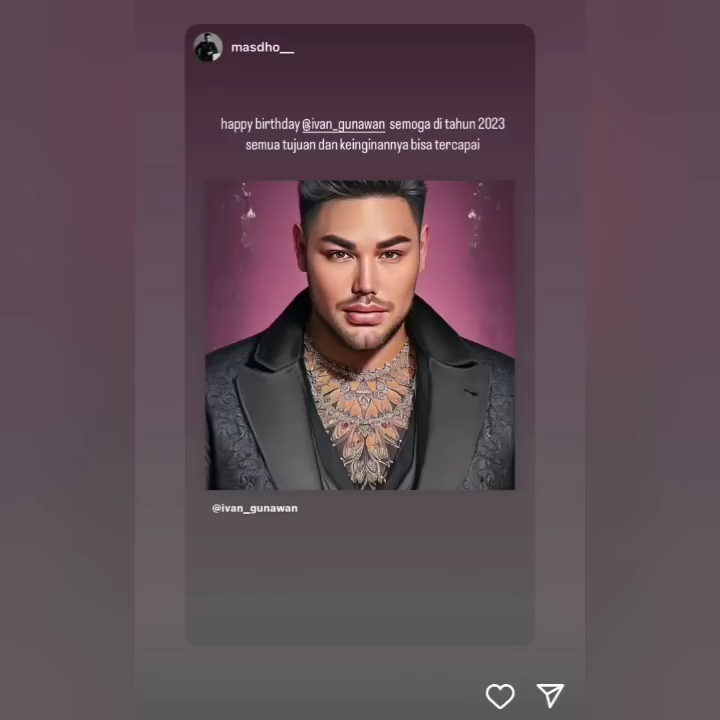 masdho__
happy birthday @ivan_gunawan semoga di tahun 2023
semua tujuan dan keinginannya bisa tercapai
@ivan_gunawan